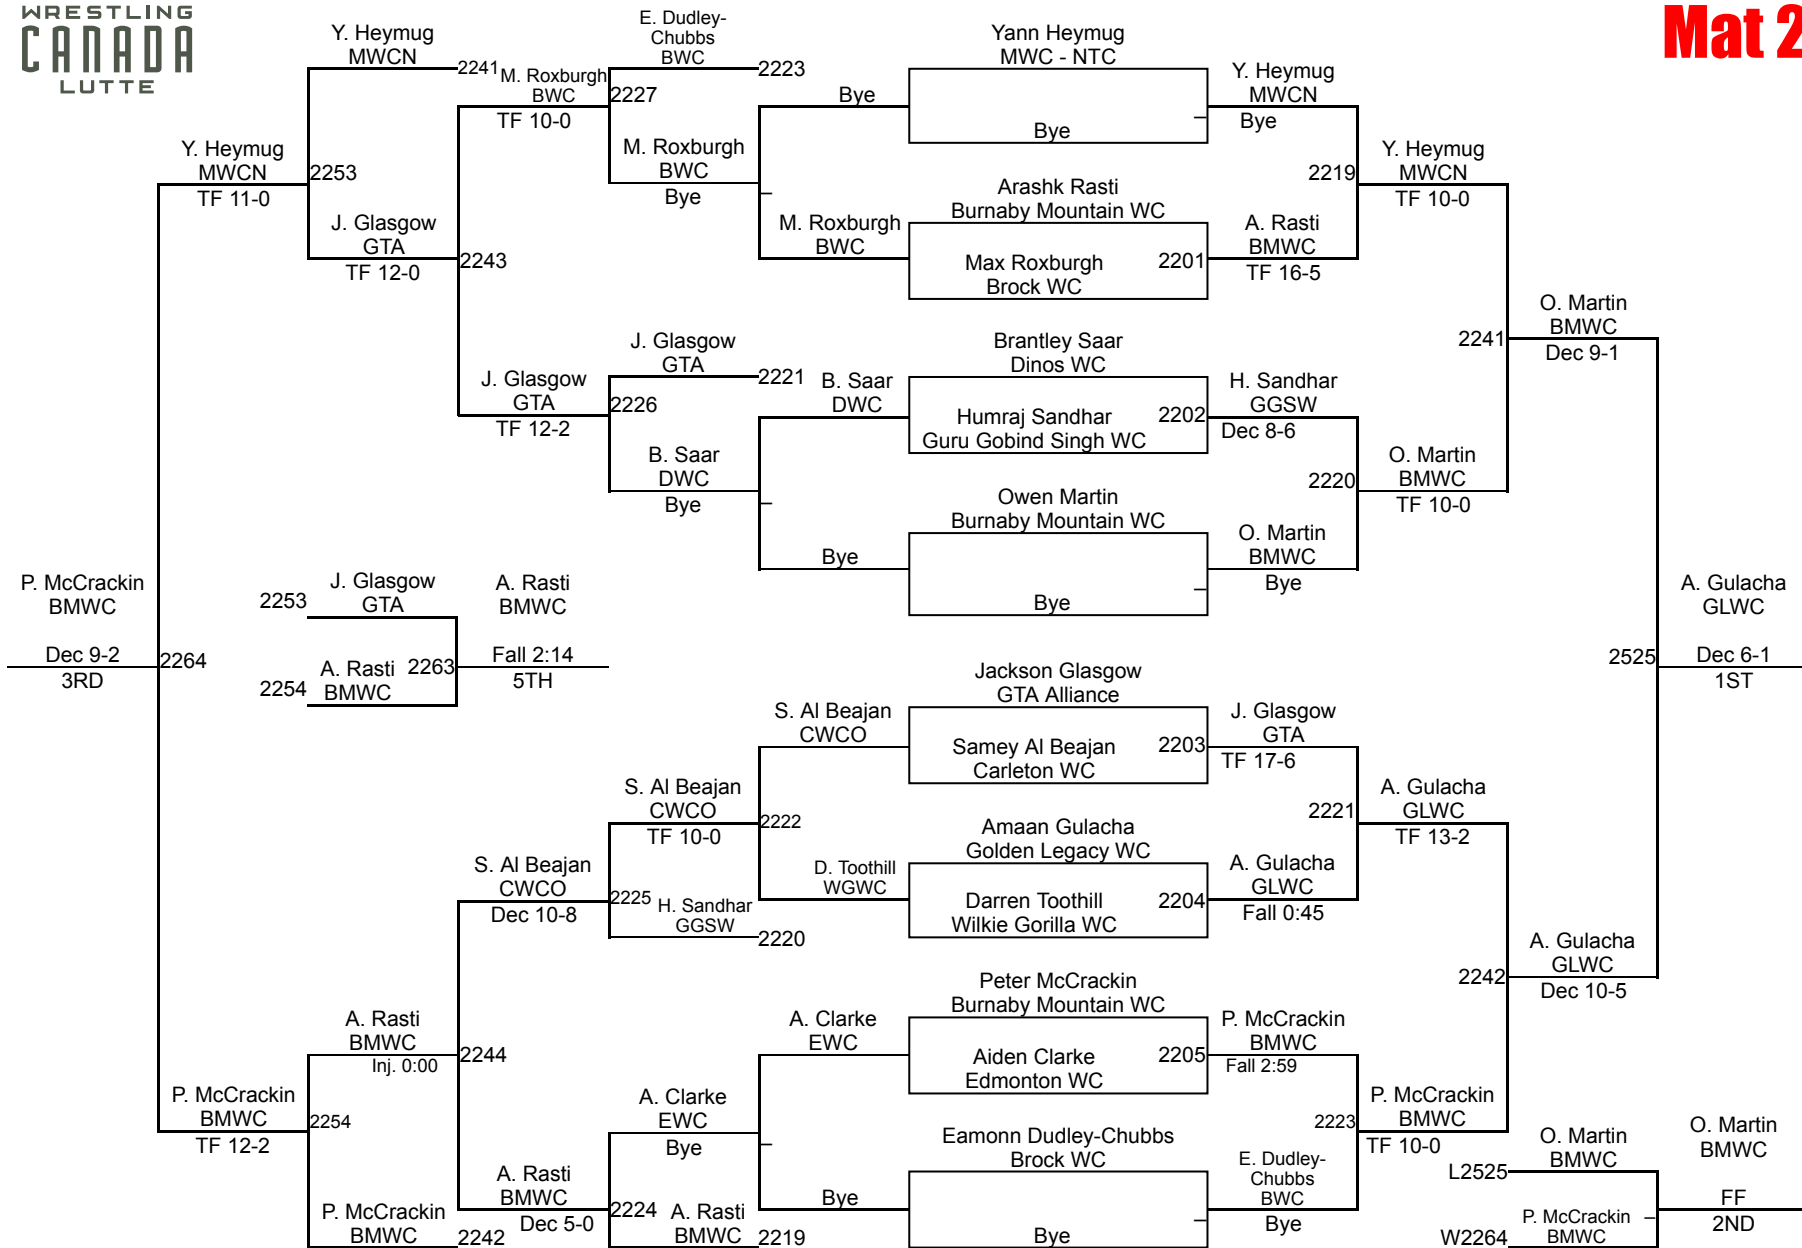 WRESTLING
CANADA
LUTTE
Mat 2
Y. Heymug
MWCN
2241
E. Dudley-
Chubbs
BWC
2223
M. Roxburgh
BWC
2227
TF 10-0
M. Roxburgh
BWC
Bye
Y. Heymug
MWCN
2253
TF 11-0
J. Glasgow
GTA
2243
TF 12-0
J. Glasgow
GTA
2221
J. Glasgow
GTA
2226
TF 12-2
B. Saar
DWC
Bye
Bye
–
M. Roxburgh
BWC
B. Saar
DWC
–
Bye
Yann Heymug
MWC - NTC
Bye
–
Arashk Rasti
Burnaby Mountain WC
Max Roxburgh
Brock WC
2201
Brantley Saar
Dinos WC
Humraj Sandhar
Guru Gobind Singh WC
2202
Owen Martin
Burnaby Mountain WC
Bye
–
Y. Heymug
MWCN
Bye
2219
A. Rasti
BMWC
TF 16-5
H. Sandhar
GGSW
Dec 8-6
2220
O. Martin
BMWC
Bye
Y. Heymug
MWCN
TF 10-0
2241
O. Martin
BMWC
TF 10-0
O. Martin
BMWC
Dec 9-1
P. McCrackin
BMWC
Dec 9-2
3RD
2264
2253
J. Glasgow
GTA
2254
A. Rasti
BMWC
2263
A. Rasti
BMWC
Fall 2:14
5TH
2525
A. Gulacha
GLWC
Dec 6-1
1ST
Jackson Glasgow
GTA Alliance
Samey Al Beajan
Carleton WC
2203
Amaan Gulacha
Golden Legacy WC
Darren Toothill
Wilkie Gorilla WC
2204
Peter McCrackin
Burnaby Mountain WC
Aiden Clarke
Edmonton WC
2205
Eamonn Dudley-Chubbs
Brock WC
Bye
–
S. Al Beajan
CWCO
D. Toothill
WGWC
2222
S. Al Beajan
CWCO
TF 10-0
2225
H. Sandhar
GGSW
2220
S. Al Beajan
CWCO
Dec 10-8
A. Rasti
BMWC
Inj. 0:00
2244
P. McCrackin
BMWC
TF 12-2
2254
P. McCrackin
BMWC
2242
A. Clarke
EWC
A. Clarke
EWC
Bye
–
Bye
A. Rasti
BMWC
Dec 5-0
2224
A. Rasti
BMWC
2219
J. Glasgow
GTA
TF 17-6
2221
A. Gulacha
GLWC
Fall 0:45
A. Gulacha
GLWC
TF 13-2
P. McCrackin
BMWC
Fall 2:59
2223
E. Dudley-
Chubbs
BWC
Bye
P. McCrackin
BMWC
TF 10-0
2242
A. Gulacha
GLWC
Dec 10-5
L2525
O. Martin
BMWC
W2264
P. McCrackin
BMWC
–
O. Martin
BMWC
FF
2ND